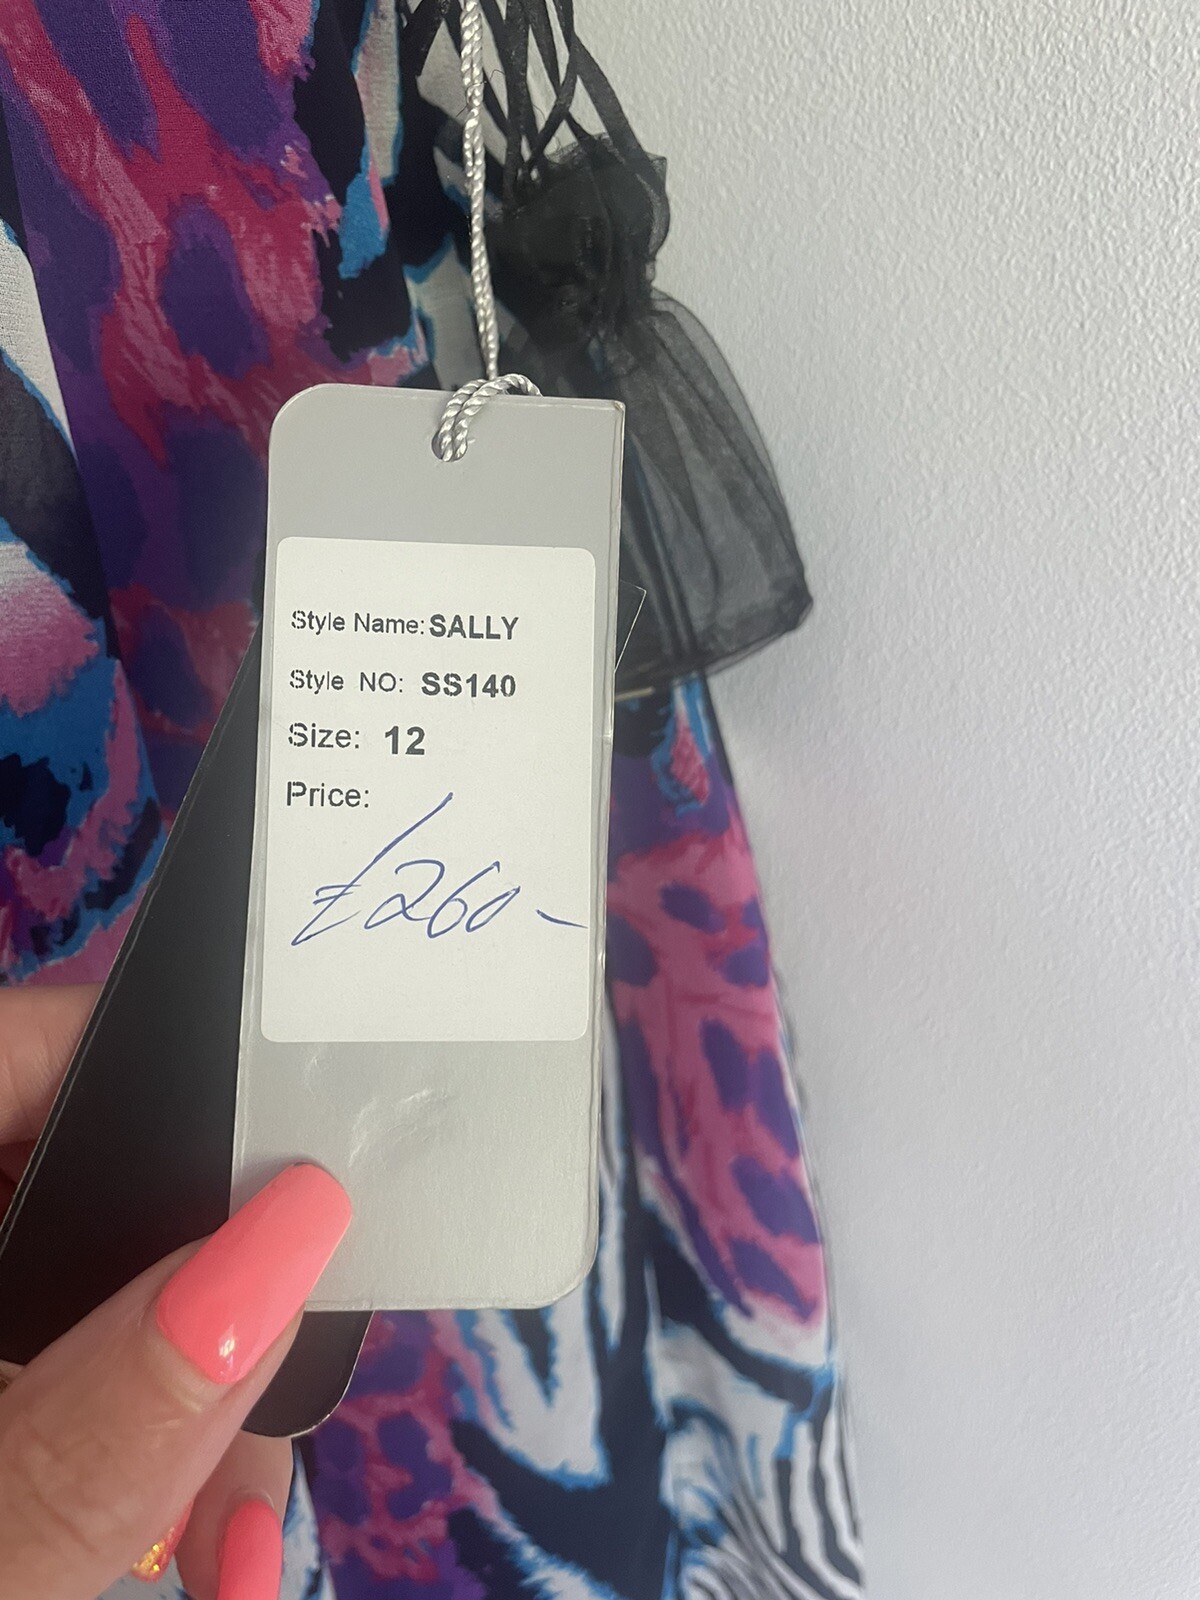 Style Name: SALLY
Style NO: SS140
Size: 12
Price:
£260-